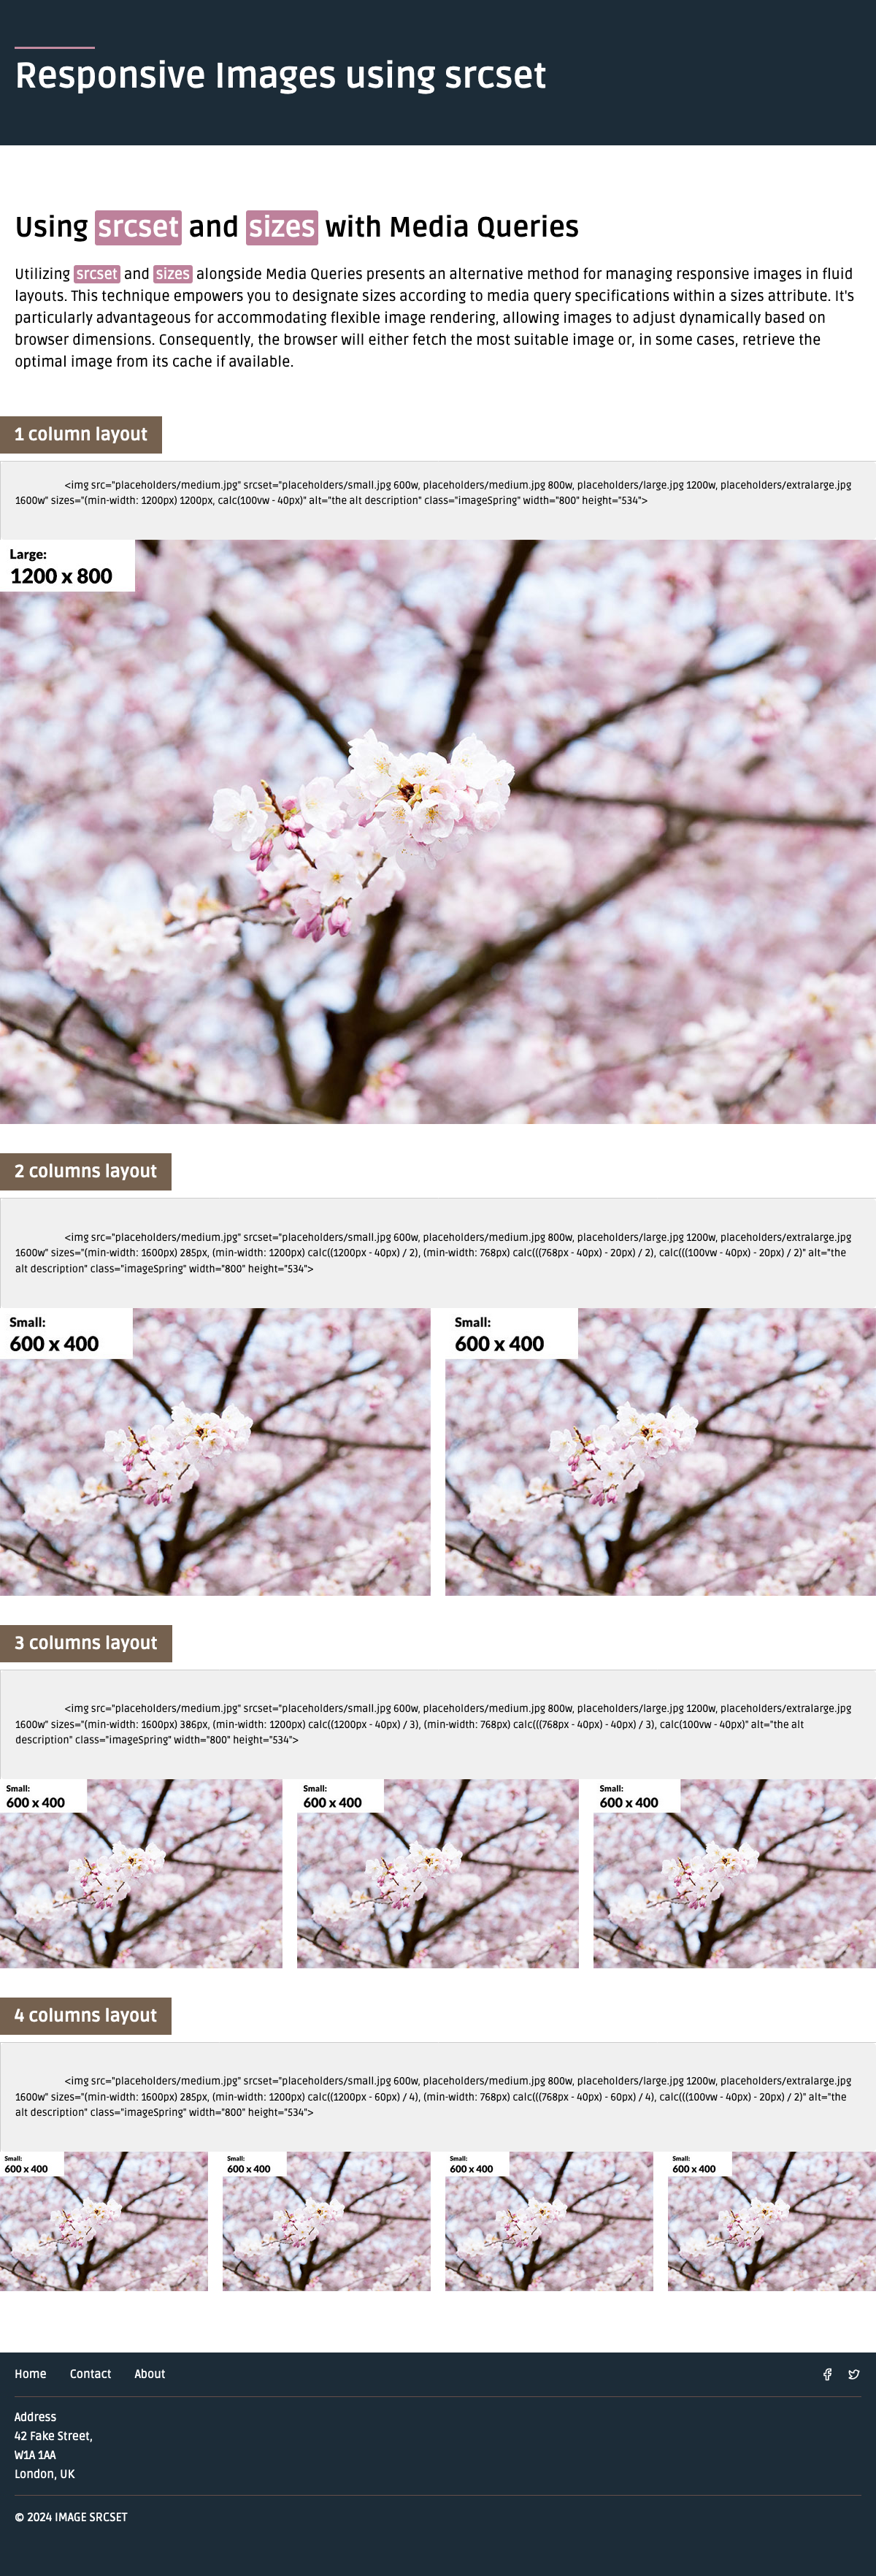 Responsive Images using srcset
Using srcset and sizes with Media Queries
Utilizing srcset and sizes alongside Media Queries presents an alternative method for managing responsive images in fluid
layouts. This technique empowers you to designate sizes according to media query specifications within a sizes attribute. It's
particularly advantageous for accommodating flexible image rendering, allowing images to adjust dynamically based on
browser dimensions. Consequently, the browser will either fetch the most suitable image or, in some cases, retrieve the
optimal image from its cache if available.
1 column layout
<img src="placeholders/medium.jpg" srcset="placeholders/small.jpg 600w, placeholders/medium.jpg 800w, placeholders/large.jpg 1200w, placeholders/extralarge.jpg
1600w" sizes="(min-width: 1200px) 1200px, calc(100vw - 40px)" alt="the alt description" class="imageSpring" width="800" height="534">
Large:
1200 x 800
2 columns layout
<img src="placeholders/medium.jpg" srcset="placeholders/small.jpg 600w, placeholders/medium.jpg 800w, placeholders/large.jpg 1200w, placeholders/extralarge.jpg
1600w" sizes="(min-width: 1600px) 285px, (min-width: 1200px) calc((1200px - 40px) / 2), (min-width: 768px) calc(((768px - 40px) - 20px) / 2), calc(((100vw - 40px) - 20px) / 2)" alt="the
alt description" class="imageSpring" width="800" height="534">
Small:
600 x 400
Small:
600 x 400
3 columns layout
<img src="placeholders/medium.jpg" srcset="placeholders/small.jpg 600w, placeholders/medium.jpg 800w, placeholders/large.jpg 1200w, placeholders/extralarge.jpg
1600w" sizes="(min-width: 1600px) 386px, (min-width: 1200px) calc((1200px - 40px) / 3), (min-width: 768px) calc(((768px - 40px) - 40px) / 3), calc(100vw - 40px)" alt="the alt
description" class="imageSpring" width="800" height="534">
Small:
600 x 400
Small:
600 x 400
Small:
600 x 400
4 columns layout
<img src="placeholders/medium.jpg" srcset="placeholders/small.jpg 600w, placeholders/medium.jpg 800w, placeholders/large.jpg 1200w, placeholders/extralarge.jpg
1600w" sizes="(min-width: 1600px) 285px, (min-width: 1200px) calc((1200px - 60px) / 4), (min-width: 768px) calc(((768px - 40px) - 60px) / 4), calc(((100vw - 40px) - 20px) / 2)" alt="the
alt description" class="imageSpring" width="800" height="534">
Small:
600 x 400
Small:
600 x 400
Small:
600 x 400
Small:
600 x 400
Home Contact About
Address
42 Fake Street,
W1A 1AA
London, UK
© 2024 IMAGE SRCSET